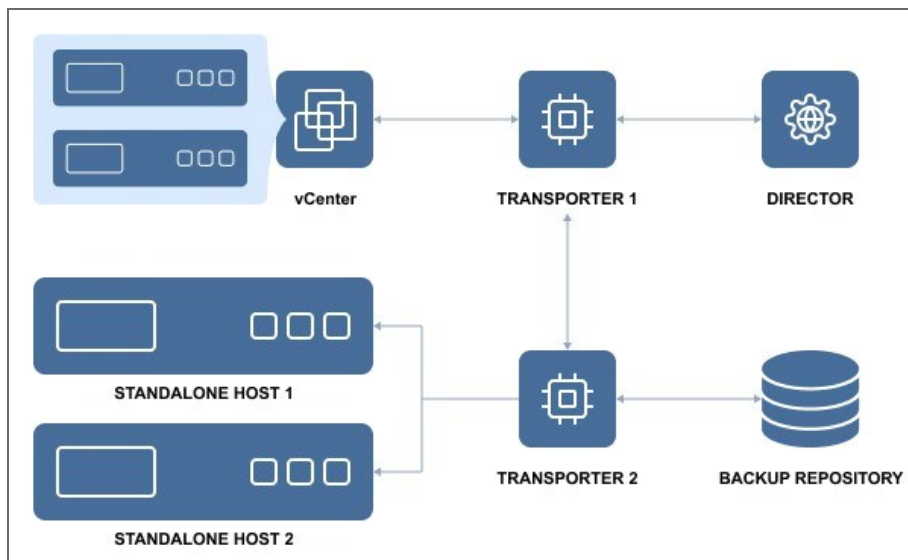 vCenter
TRANSPORTER 1
DIRECTOR
STANDALONE HOST 1
STANDALONE HOST 2
TRANSPORTER 2
BACKUP REPOSITORY